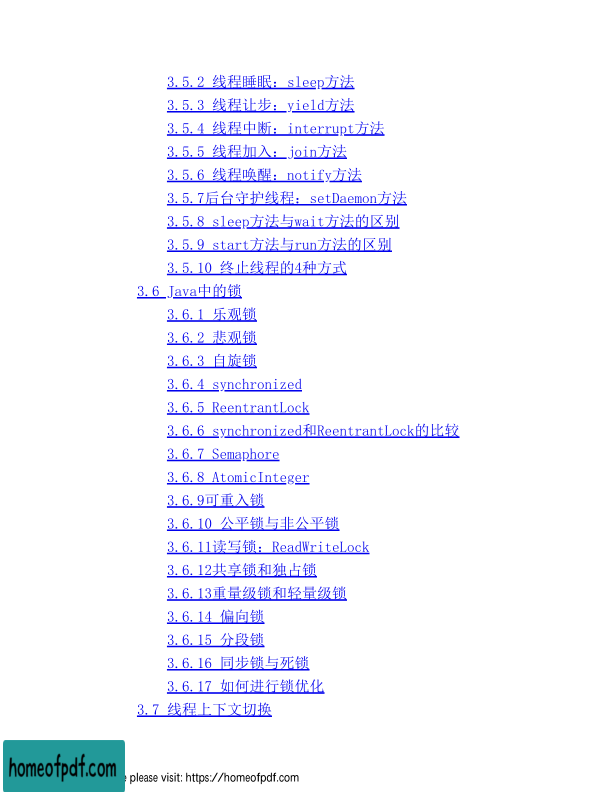 3.5.2 线程睡眠：sleep方法
3.5.3 线程让步：yield方法
3.5.4 线程中断：interrupt方法
3.5.5 线程加入：join方法
3.5.6 线程唤醒：notify方法
3.5.7后台守护线程：setDaemon方法
3.5.8 sleep方法与wait方法的区别
3.5.9 start方法与run方法的区别
3.5.10 终止线程的4种方式
3.6 Java中的锁
3.6.1 乐观锁
3.6.2 悲观锁
3.6.3 自旋锁
3.6.4 synchronized
3.6.5 ReentrantLock
3.6.6 synchronized和ReentrantLock的比较
3.6.7 Semaphore
3.6.8 AtomicInteger
3.6.9可重入锁
3.6.10 公平锁与非公平锁
3.6.11读写锁：ReadWriteLock
3.6.12共享锁和独占锁
3.6.13重量级锁和轻量级锁
3.6.14 偏向锁
3.6.15 分段锁
3.6.16 同步锁与死锁
3.6.17 如何进行锁优化
3.7 线程上下文切换
homeofpdf.com
please visit: https://homeofpdf.com